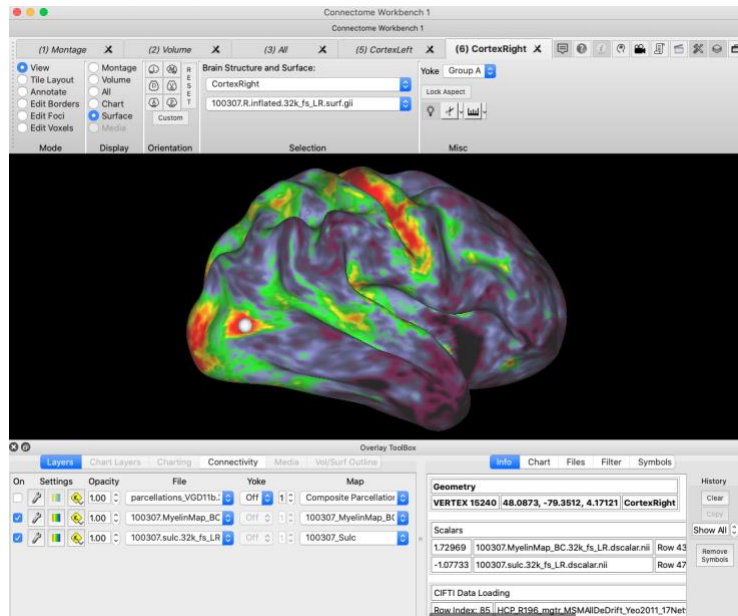 Connectome Workbench 1
Connectome Workbench 1
(1) Montage (2) Volume (3) All (5) CortexLeft (6) CortexRight
View
Tile Layout
Annotate
Edit Borders
Edit Foci
Edit Voxels
Mode
Montage
Volume
All
Chart
Surface
Media
Display
RESET
Custom
Orientation
Brain Structure and Surface:
CortexRight
100307.R.inflated.32k_fs_LR.surf.gii
Selection
Yoke Group A
Lock Aspect
Misc
Overlay ToolBox
Layers Chart Layers Charting Connectivity Media Vol/Surf Outline
On Settings Opacity File Yoke Map
1.00 parcellations_VGD11b.: Off 1 Composite Parcellation
1.00 100307.MyelinMap_BC Off 1 100307_MyelinMap_BC
1.00 100307.sulc.32k_fs_LR Off 1 100307_Sulc
Info Chart Files Filter Symbols
Geometry
VERTEX 15240 48.0873, -79.3512, 4.17121 CortexRight
Scalars
1.72969 100307.MyelinMap_BC.32k_fs_LR.dscalar.nii Row 43
-1.07733 100307.sulc.32k_fs_LR.dscalar.nii Row 47
CIFTI Data Loading
Row Index: 85 HCP_R196_mgtr_MSMAllDeDrift_Yeo2011_17Net
History
Clear
Copy
Show All
Remove
Symbols